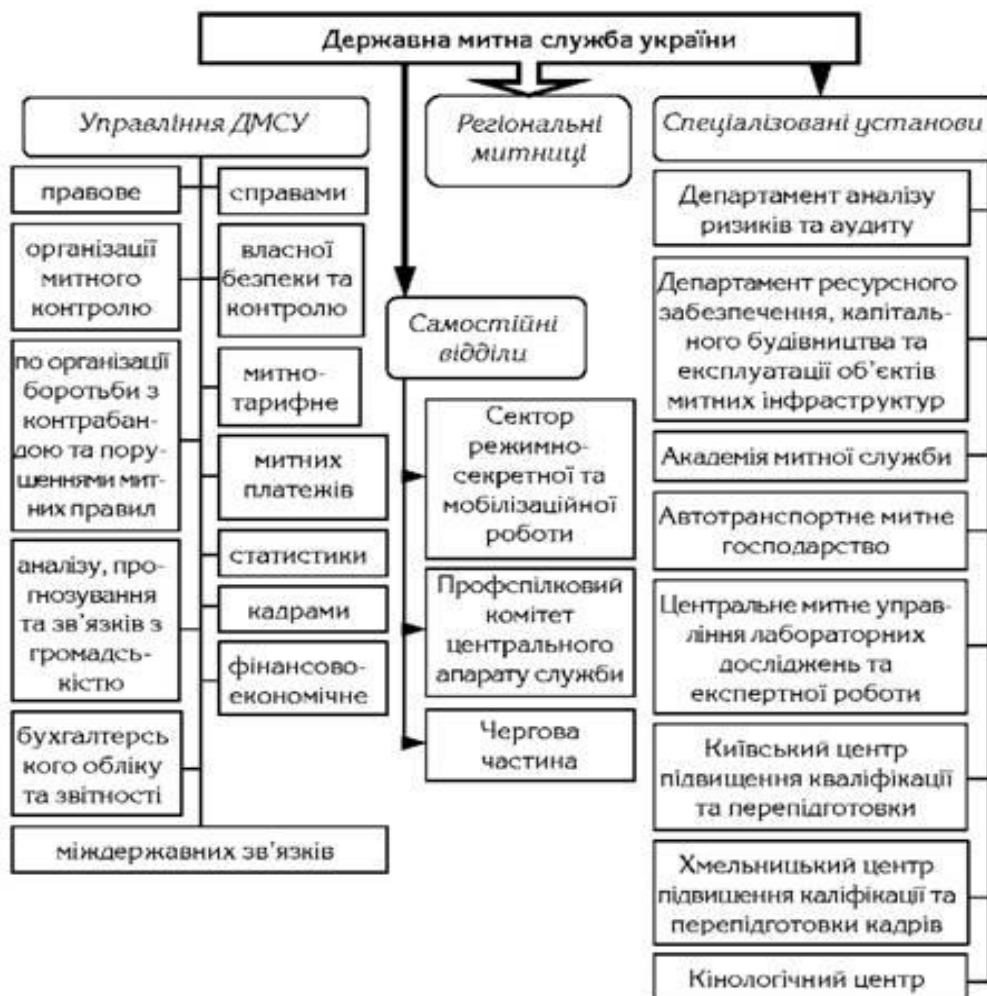 Державна митна служба україни
Управління ДМСУ
правове
справами
організації
митного
контролю
власної
безпеки та
контролю
по організації
боротьби з
контрабан-
дою та пору-
шеннями мит-
них правил
митно-
тарифне
митних
платежів
статистики
аналізу, про-
гнозування
та зв'язків з
громадсь-
кістю
кадрами
фінансово-
економічне
бухгалтерсь
кого обліку
та звітності
міждержавних зв'язків
Регіональні
митниці
Самостійні
відділи
Сектор
режимно-
секретної та
мобілізаційної
роботи
Профспілковий
комітет
центрального
апарату служби
Чергова
частина
Спеціалізовані установи
Департамент аналізу
ризиків та аудиту
Департамент ресурсного
забезпечення, капіталь-
ного будівництва та
експлуатації об'єктів
митних інфраструктур
Академія митної служби
Автотранспортне митне
господарство
Центральне митне управ-
ління лабораторних
досліджень та
експертної роботи
Київський центр
підвищення кваліфікації
та перепідготовки
Хмельницький центр
підвишення каліфікації та
перепідготовки кадрів
Кінологічний центр